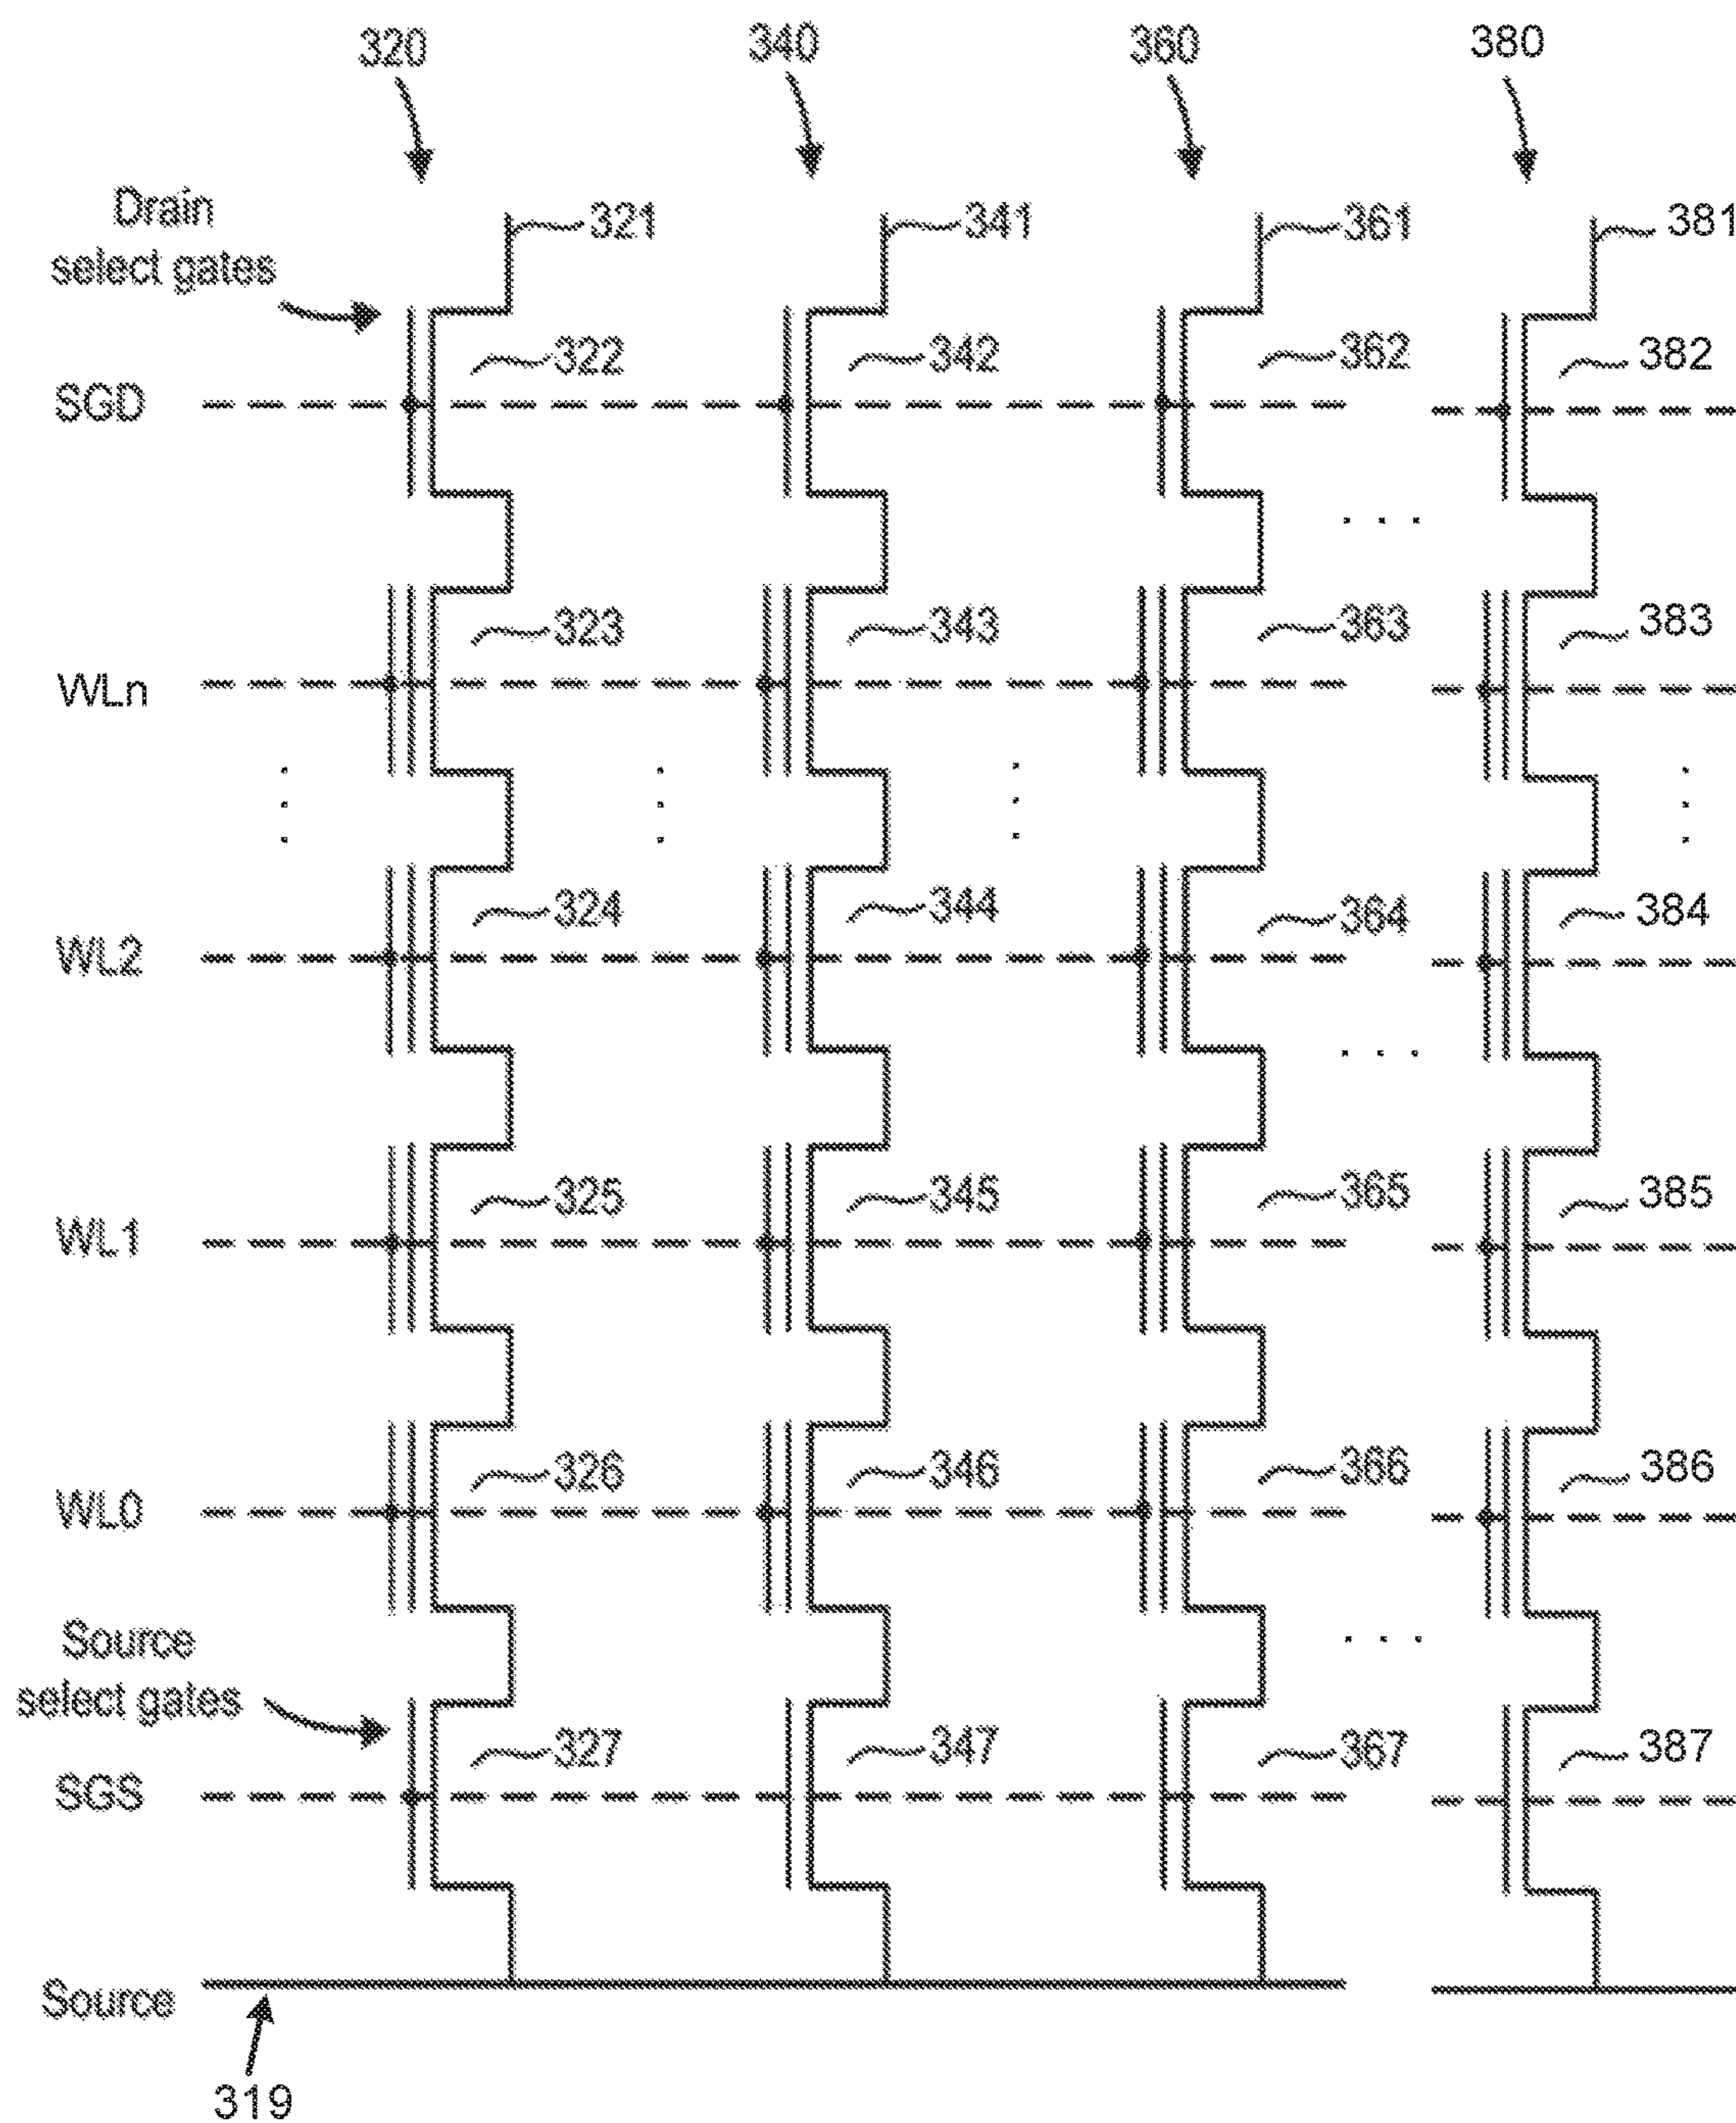 320 340 360 380
Drain
select gates
321 341 361 381
SGD 322 342 362 382
WLn 323 343 363 383
WL2 324 344 364 384
WL1 325 345 365 385
WL0 326 346 366 386
Source
select gates
SGS 327 347 367 387
Source
319